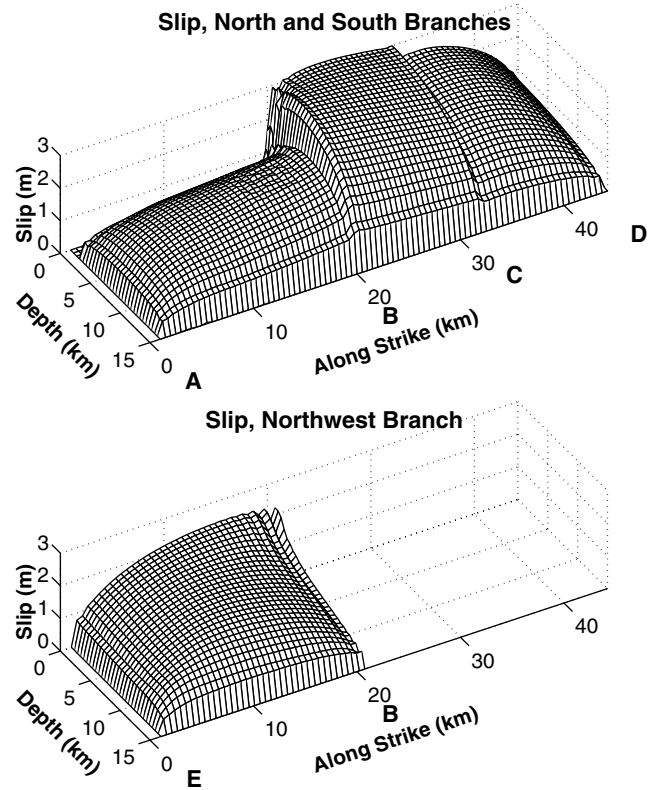 Slip, North and South Branches
3
2
1
0
Slip (m)
0
5
10
15
Depth (km)
0
10
20
30
40
Along Strike (km)
A
B
C
D
Slip, Northwest Branch
3
2
1
0
Slip (m)
0
5
10
15
Depth (km)
0
10
20
30
40
Along Strike (km)
E
B